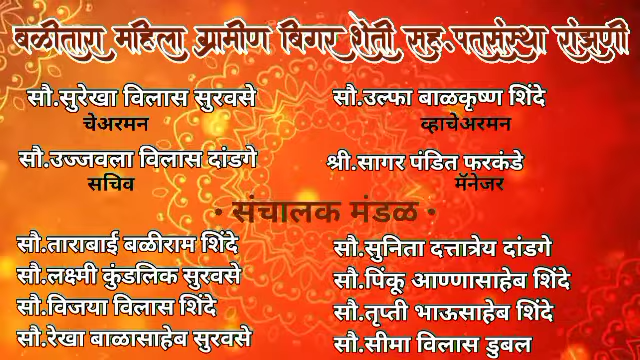 बळीतारा महिला ग्रामीण बिगर शेती सह.पतसंस्था रांझणी
सौ.सुरेखा विलास सुरवसे
चेअरमन
सौ.उल्फा बाळकृष्ण शिंदे
व्हाचेअरमन
सौ.उज्जवला विलास दांडगे
सचिव
श्री.सागर पंडित फरकंडे
मॅनेजर
• संचालक मंडळ •
सौ.ताराबाई बळीराम शिंदे
सौ.लक्ष्मी कुंडलिक सुरवसे
सौ.विजया विलास शिंदे
सौ.रेखा बाळासाहेब सुरवसे
सौ.सुनिता दत्तात्रेय दांडगे
सौ.पिंकू आण्णासाहेब शिंदे
सौ.तृप्ती भाऊसाहेब शिंदे
सौ.सीमा विलास डुबल